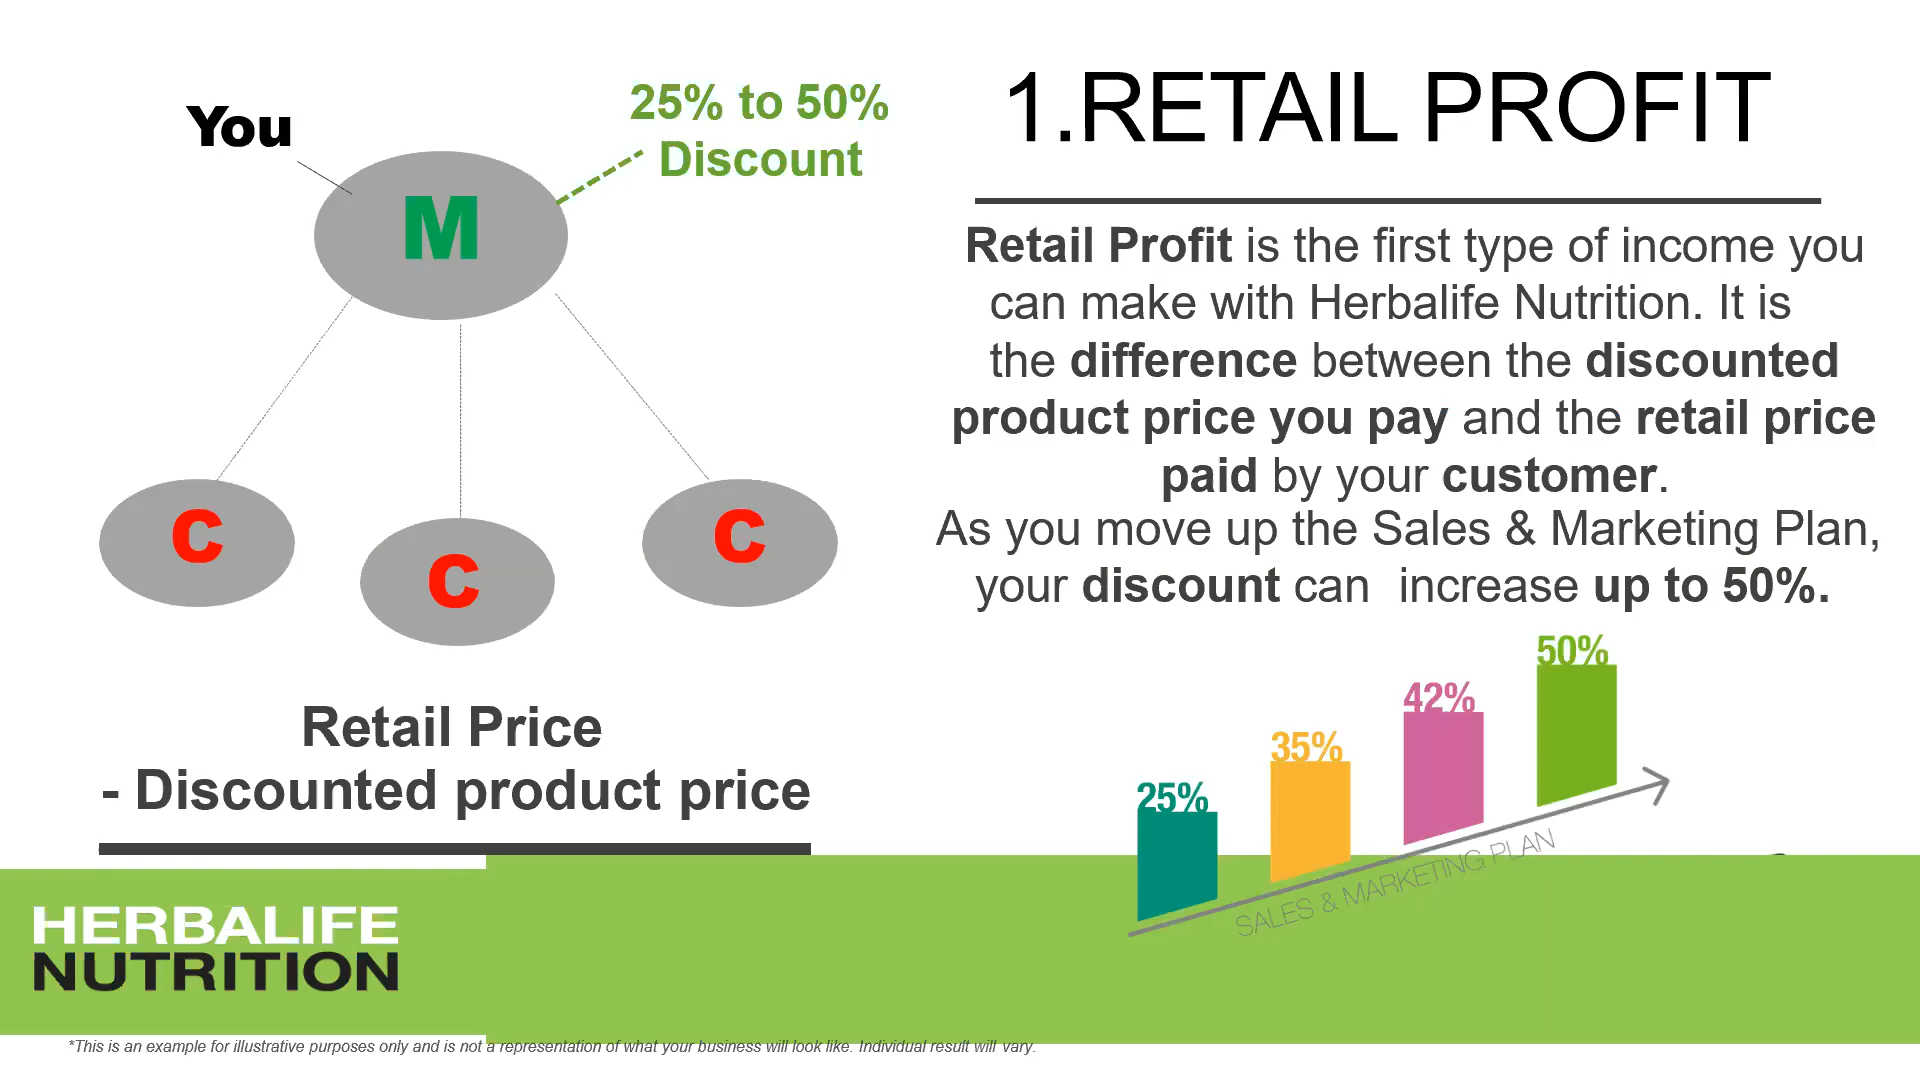 You
25% to 50%
Discount
M
C
C
C
Retail Price
- Discounted product price
1.RETAIL PROFIT
Retail Profit is the first type of income you
can make with Herbalife Nutrition. It is
the difference between the discounted
product price you pay and the retail price
paid by your customer.
As you move up the Sales & Marketing Plan,
your discount can increase up to 50%.
25%
35%
42%
50%
SALES & MARKETING PLAN
HERBALIFE
NUTRITION
*This is an example for illustrative purposes only and is not a representation of what your business will look like. Individual result will vary.